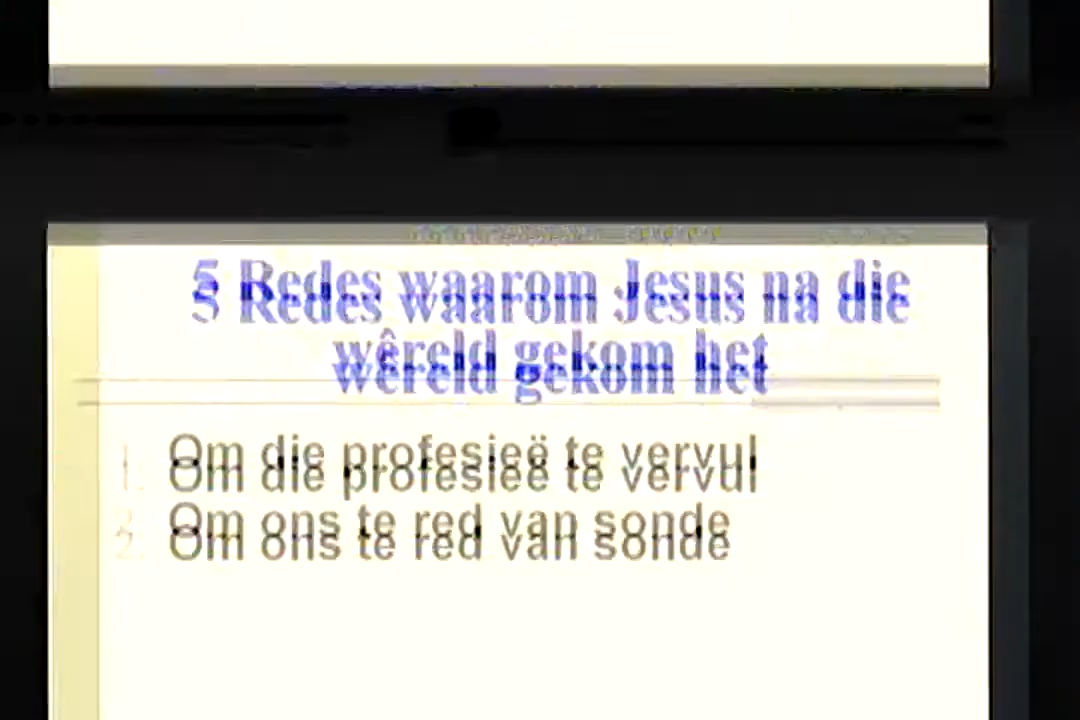 5 Redes waarom Jesus na die
wêreld gekom het
1. Om die profesieë te vervul
2. Om ons te red van sonde